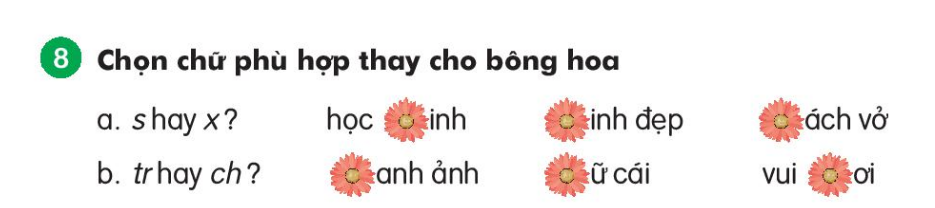 8 Chọn chữ phù hợp thay cho bông hoa
a. s hay x? học inh inh đẹp ách vở
b. tr hay ch? anh ảnh ữ cái vui ơi